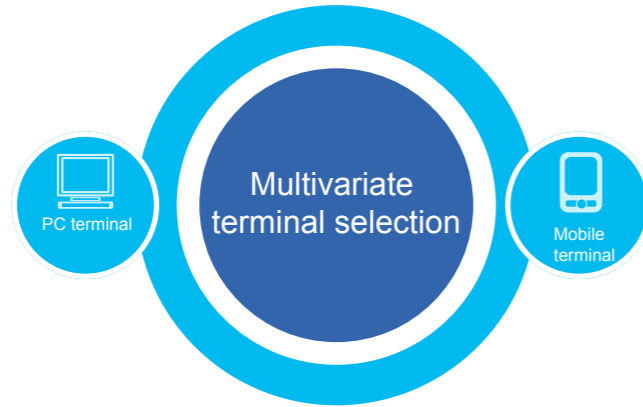 Multivariate
terminal selection
PC terminal
Mobile
terminal